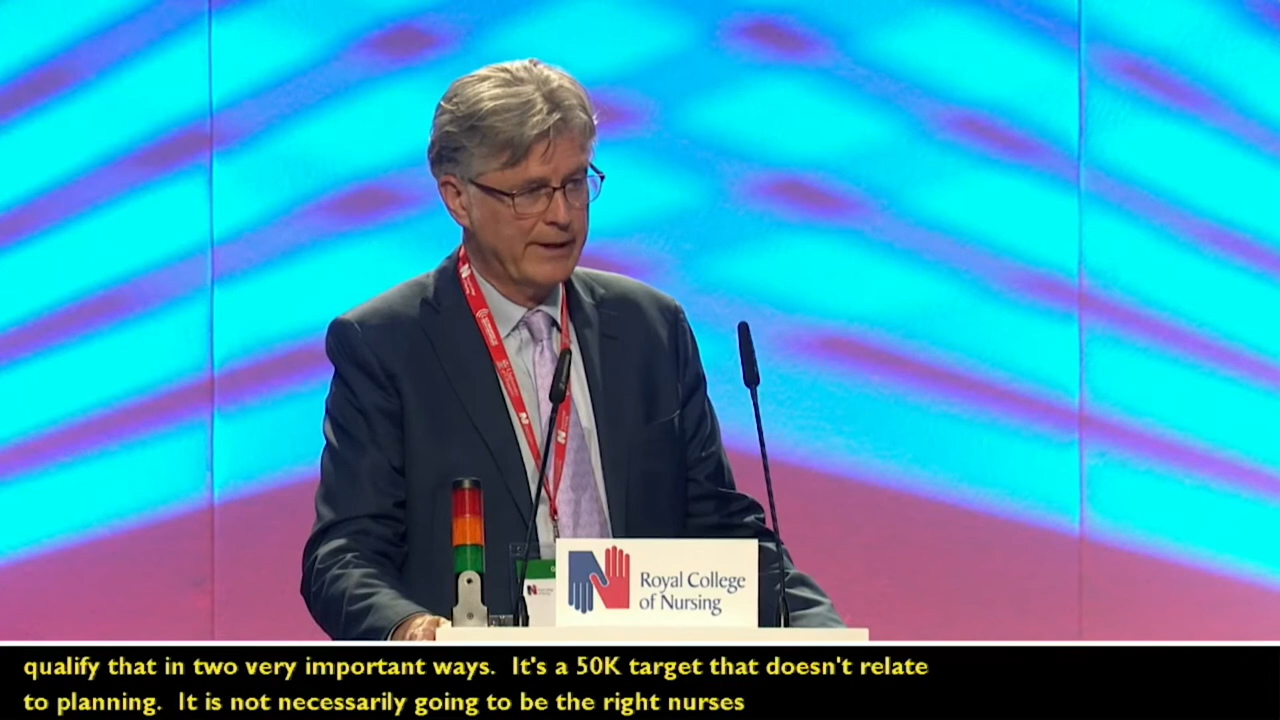 Royal College
of Nursing
qualify that in two very important ways.  It's a 50K target that doesn't relate
to planning.  It is not necessarily going to be the right nurses